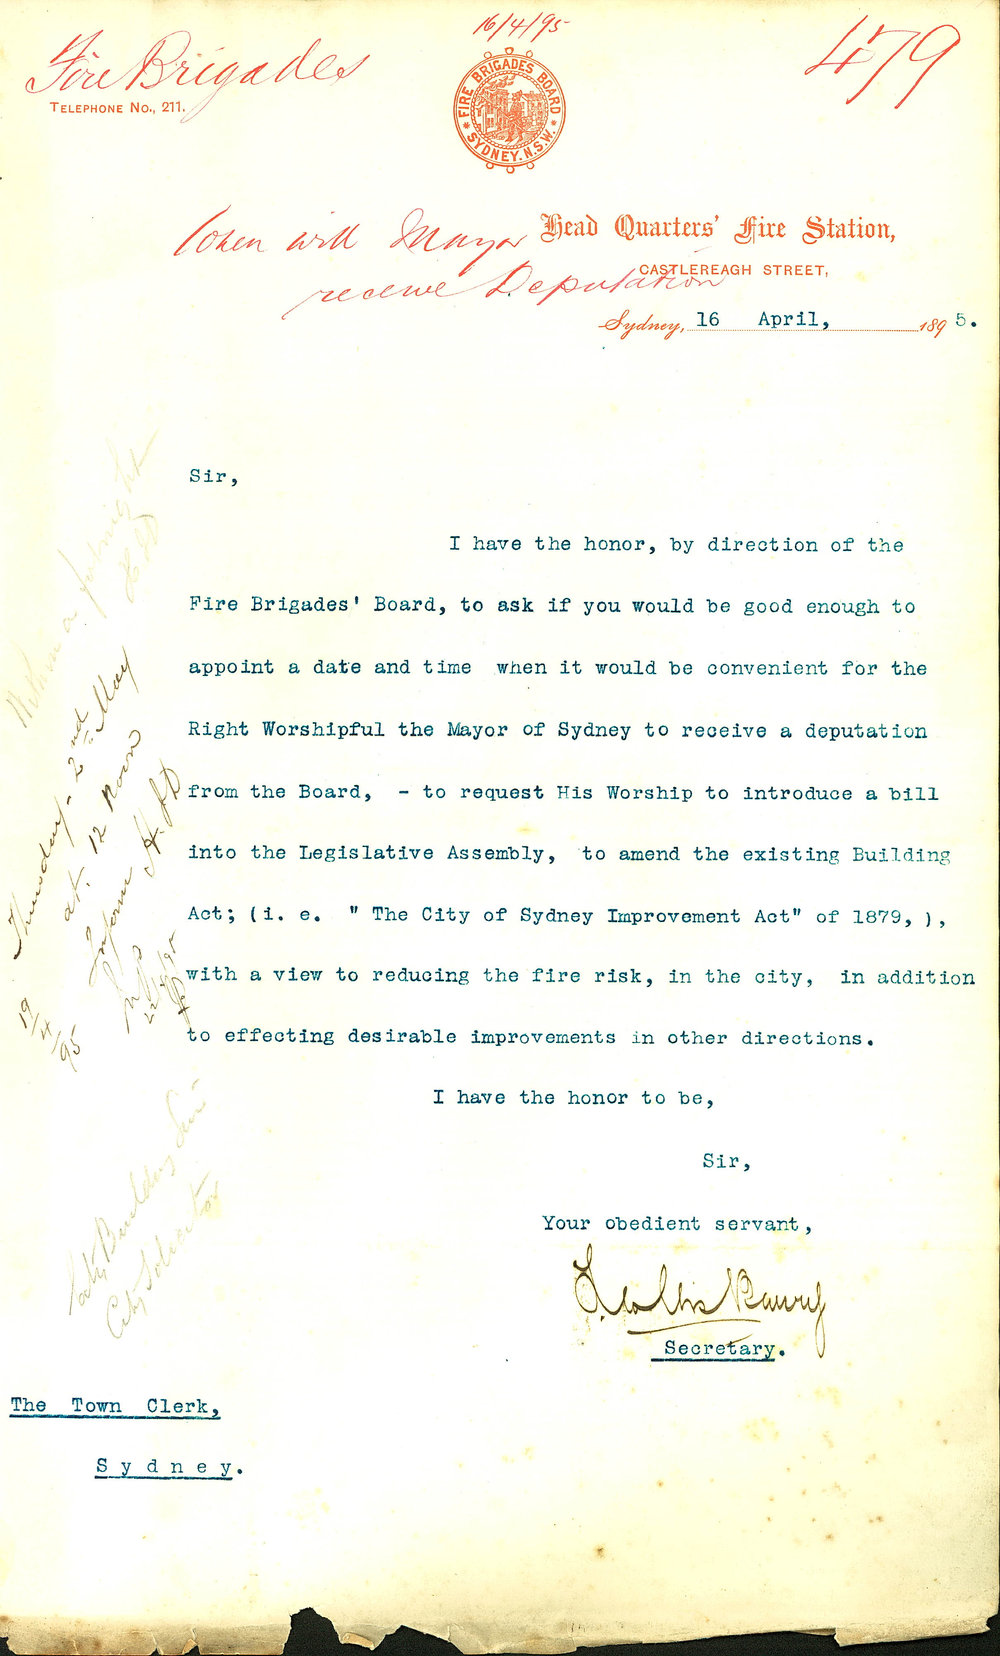 16/4/95
Fire Brigades
479
TELEPHONE No., 211.
FIRE BRIGADES BOARD
* SYDNEY. N.S.W. *
When will Mayor
receive Deputation
Head Quarters' Fire Station,
CASTLEREAGH STREET,
Sydney, 16 April, 1895.
Sir,
I have the honor, by direction of the
Fire Brigades' Board, to ask if you would be good enough to
appoint a date and time when it would be convenient for the
Right Worshipful the Mayor of Sydney to receive a deputation
from the Board, - to request His Worship to introduce a bill
into the Legislative Assembly, to amend the existing Building
Act; (i. e. " The City of Sydney Improvement Act" of 1879, ),
with a view to reducing the fire risk, in the city, in addition
to effecting desirable improvements in other directions.
I have the honor to be,
Sir,
Your obedient servant,
Secretary.
The Town Clerk,
Sydney.
Within a fortnight
Thursday - 2nd May
at 12 Noon
Inform
19/4/95
City Building
City Solicitor